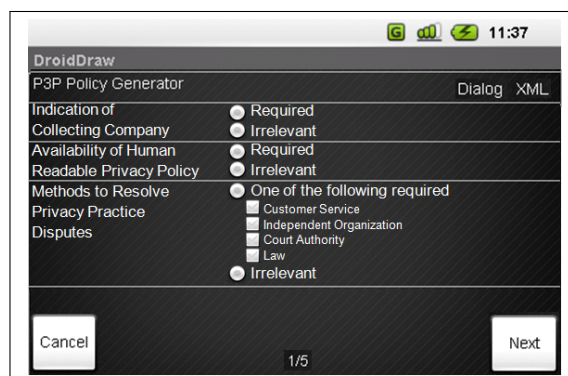 G 11:37
DroidDraw
P3P Policy Generator
Dialog XML
Indication of
Collecting Company
Required
Irrelevant
Availability of Human
Readable Privacy Policy
Required
Irrelevant
Methods to Resolve
Privacy Practice
Disputes
One of the following required
Customer Service
Independent Organization
Court Authority
Law
Irrelevant
Cancel
1/5
Next